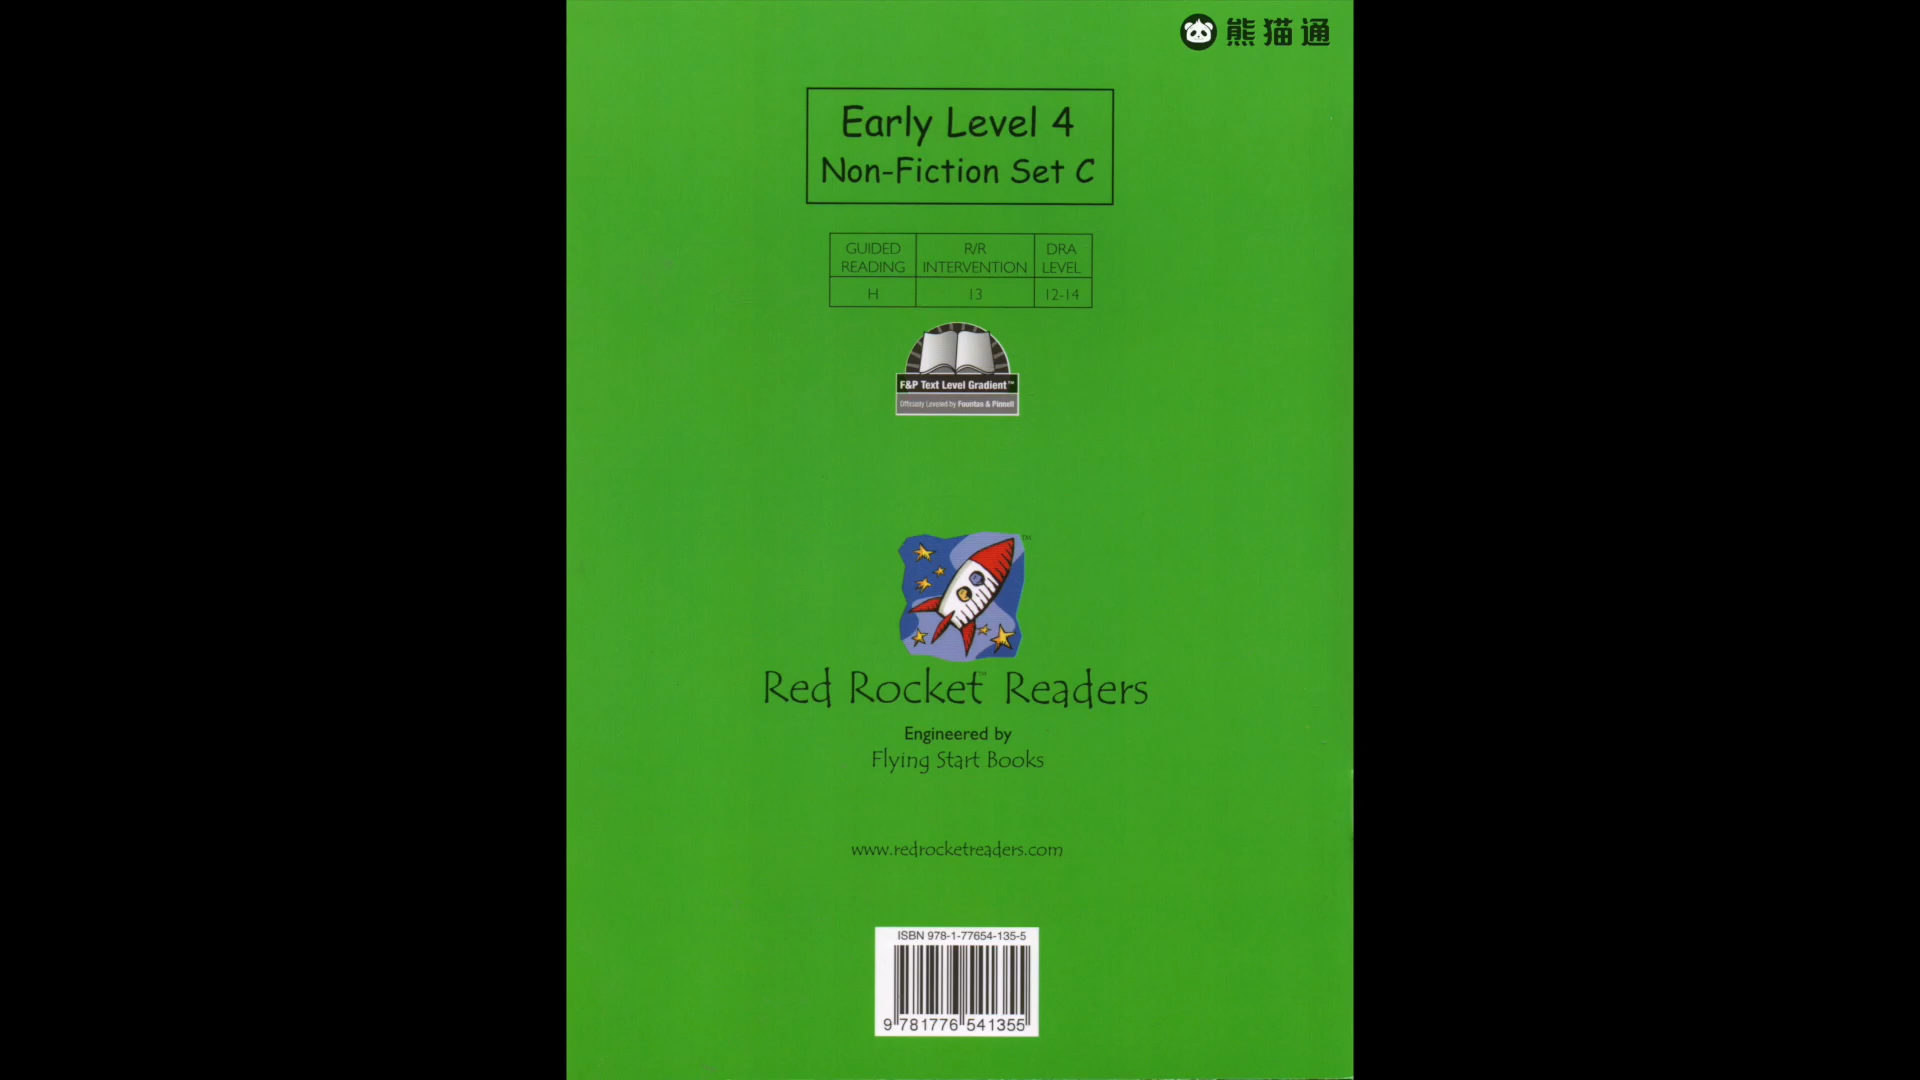 熊猫通
Early Level 4
Non-Fiction Set C
GUIDED READING
R/R INTERVENTION
DRA LEVEL
H
13
12-14
F&P Text Level Gradient™
Officially Leveled by Fountas & Pinnell
TM
Red Rocket™ Readers
Engineered by
Flying Start Books
www.redrocketreaders.com
ISBN 978-1-77654-135-5
9 781776 541355